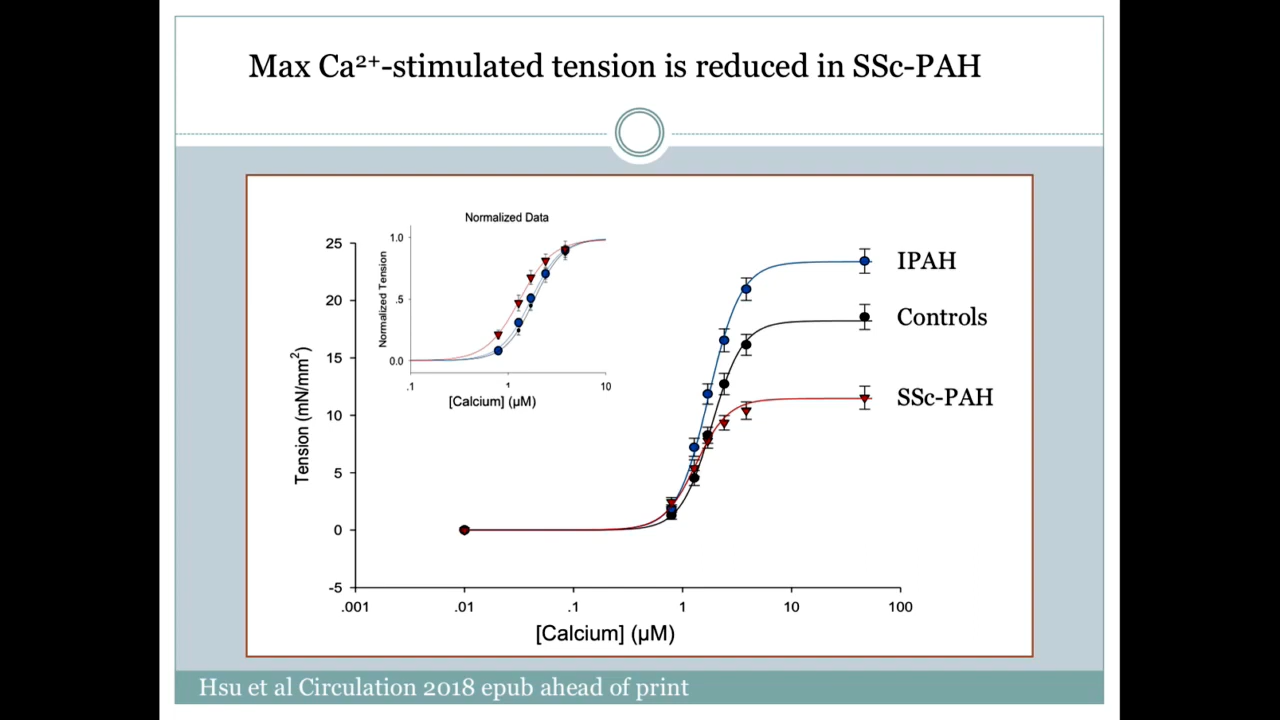 Max Ca²⁺-stimulated tension is reduced in SSc-PAH
Normalized Data
1.0
.5
0.0
Normalized Tension
.1
1
10
[Calcium] (µM)
25
20
15
10
5
0
-5
Tension (mN/mm²)
.001
.01
.1
1
10
100
[Calcium] (µM)
IPAH
Controls
SSc-PAH
Hsu et al Circulation 2018 epub ahead of print